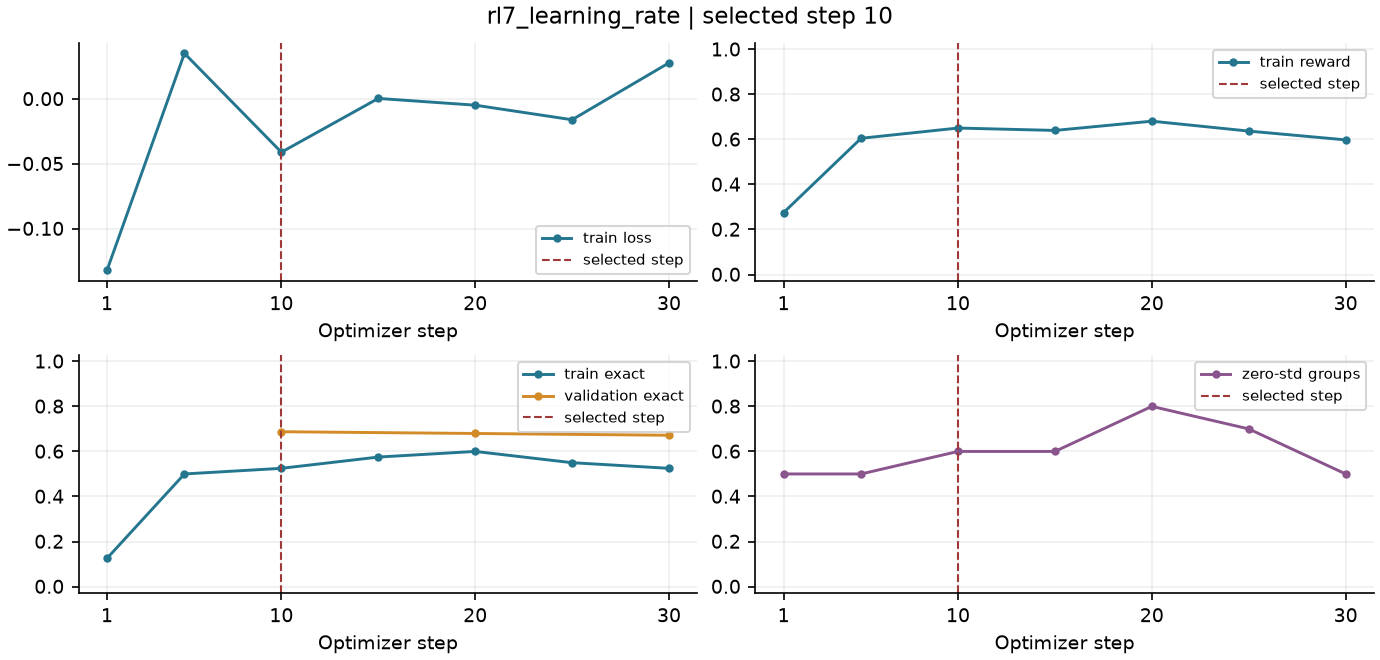 rl7_learning_rate | selected step 10
0.00
−0.05
−0.10
train loss
selected step
1
10
20
30
Optimizer step
1.0
0.8
0.6
0.4
0.2
0.0
train reward
selected step
1
10
20
30
Optimizer step
1.0
0.8
0.6
0.4
0.2
0.0
train exact
validation exact
selected step
1
10
20
30
Optimizer step
1.0
0.8
0.6
0.4
0.2
0.0
zero-std groups
selected step
1
10
20
30
Optimizer step